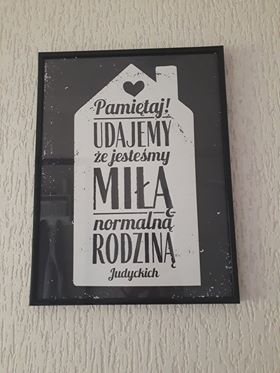 Pamiętaj!
UDAJEMY
że jesteśmy
MIŁĄ
normalną
RODZINĄ
Judyckich